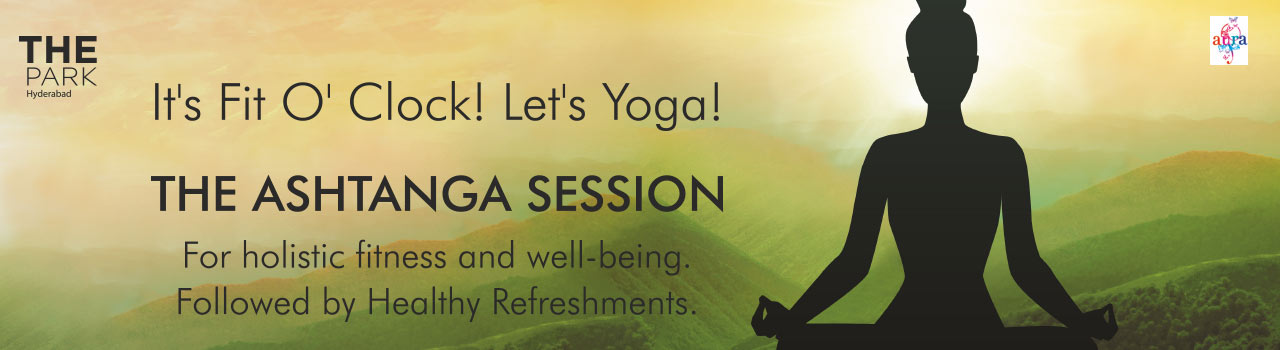 THE
PARK
Hyderabad
aura
It's Fit O' Clock! Let's Yoga!
THE ASHTANGA SESSION
For holistic fitness and well-being.
Followed by Healthy Refreshments.